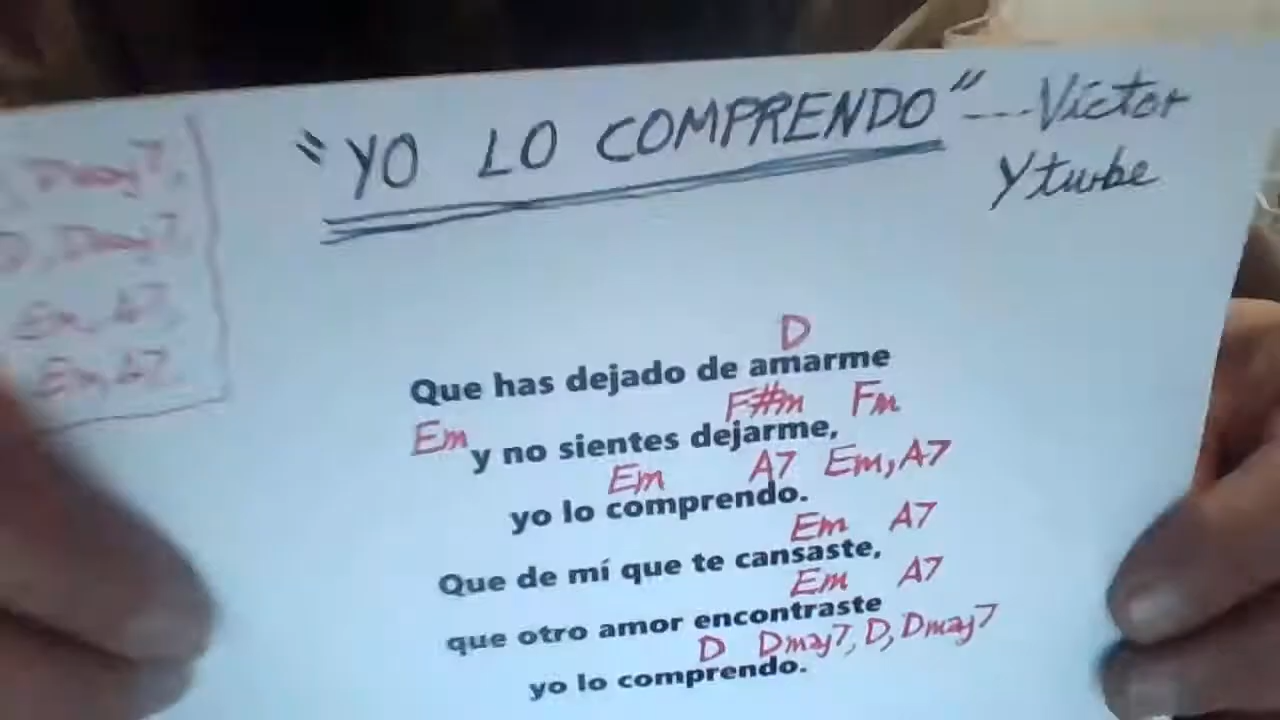 "YO LO COMPRENDO" --- Víctor
Yturbe
Dmaj7,
D, Dmaj7,
Em, A7,
Em, A7.
D
Que has dejado de amarme
F#m Fm
Em y no sientes dejarme,
Em A7 Em, A7
yo lo comprendo.
Em A7
Que de mí que te cansaste,
Em A7
que otro amor encontraste
D Dmaj7, D, Dmaj7
yo lo comprendo.